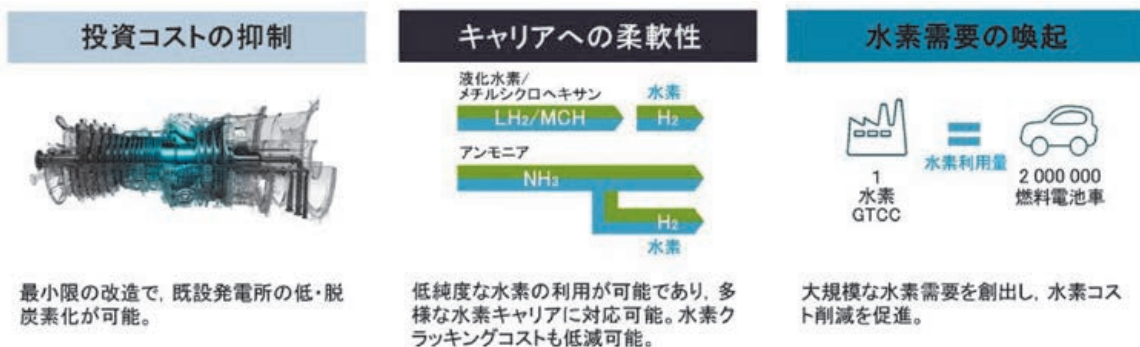 投資コストの抑制
最小限の改造で，既設発電所の低・脱
炭素化が可能。
キャリアへの柔軟性
液化水素/
メチルシクロヘキサン
水素
LH₂/MCH
H₂
アンモニア
NH₃
H₂
水素
低純度な水素の利用が可能であり，多
様な水素キャリアに対応可能。水素ク
ラッキングコストも低減可能。
水素需要の喚起
水素利用量
1
水素
GTCC
2 000 000
燃料電池車
大規模な水素需要を創出し，水素コス
ト削減を促進。